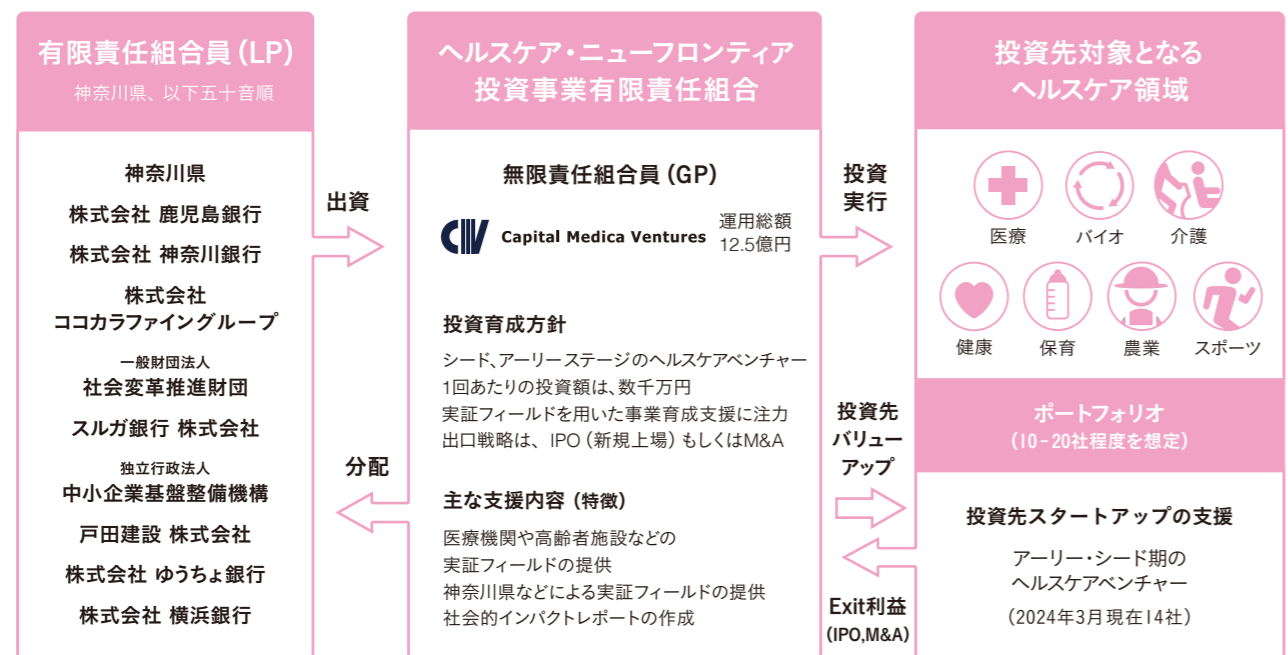 有限責任組合員(LP)
神奈川県、以下五十音順
神奈川県
株式会社 鹿児島銀行
株式会社 神奈川銀行
株式会社
ココカラファイングループ
一般財団法人
社会変革推進財団
スルガ銀行 株式会社
独立行政法人
中小企業基盤整備機構
戸田建設 株式会社
株式会社 ゆうちょ銀行
株式会社 横浜銀行
出資
分配
ヘルスケア・ニューフロンティア
投資事業有限責任組合
無限責任組合員(GP)
CMV Capital Medica Ventures
運用総額
12.5億円
投資育成方針
シード、アーリーステージのヘルスケアベンチャー
1回あたりの投資額は、数千万円
実証フィールドを用いた事業育成支援に注力
出口戦略は、IPO(新規上場)もしくはM&A
主な支援内容(特徴)
医療機関や高齢者施設などの
実証フィールドの提供
神奈川県などによる実証フィールドの提供
社会的インパクトレポートの作成
投資
実行
投資先
バリュー
アップ
Exit利益
(IPO,M&A)
投資先対象となる
ヘルスケア領域
医療 バイオ 介護
健康 保育 農業 スポーツ
ポートフォリオ
(10-20社程度を想定)
投資先スタートアップの支援
アーリー・シード期の
ヘルスケアベンチャー
(2024年3月現在14社)